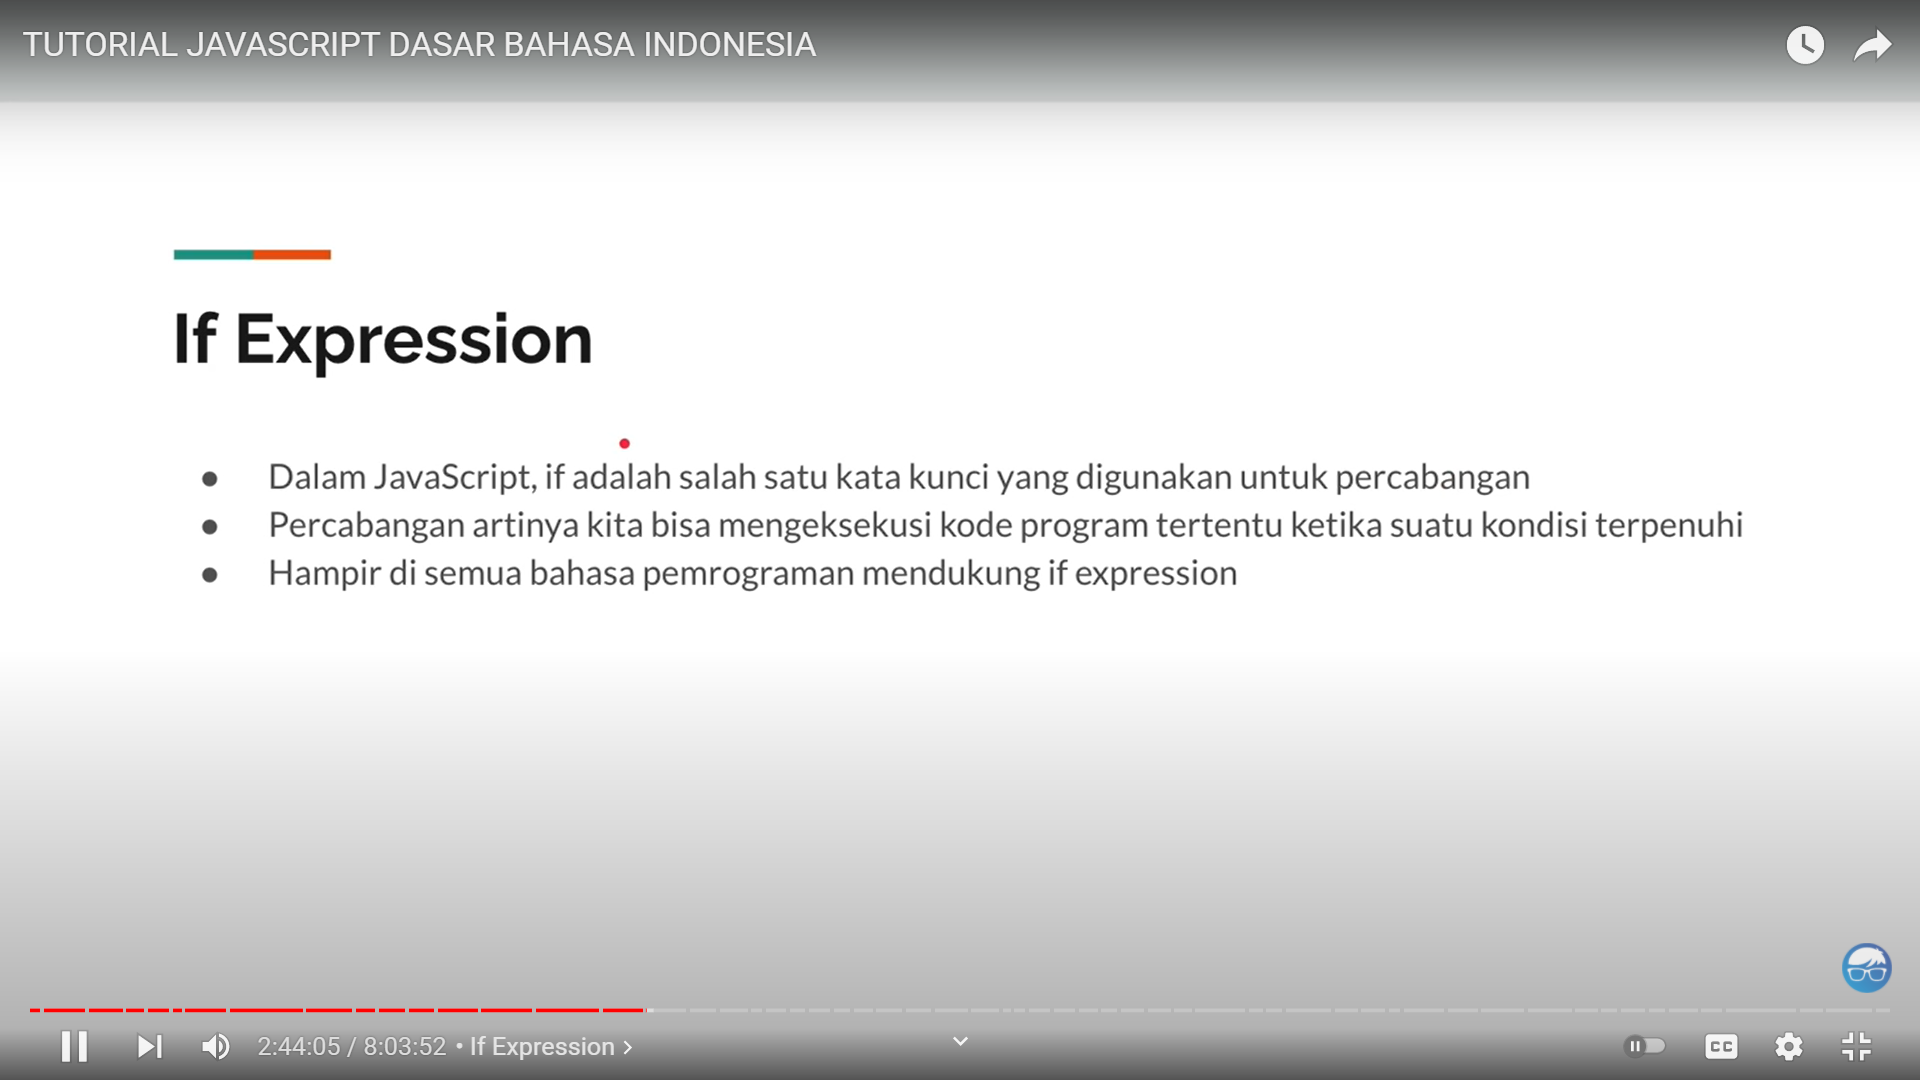 TUTORIAL JAVASCRIPT DASAR BAHASA INDONESIA
If Expression
● Dalam JavaScript, if adalah salah satu kata kunci yang digunakan untuk percabangan
● Percabangan artinya kita bisa mengeksekusi kode program tertentu ketika suatu kondisi terpenuhi
● Hampir di semua bahasa pemrograman mendukung if expression
2:44:05 / 8:03:52 • If Expression
CC